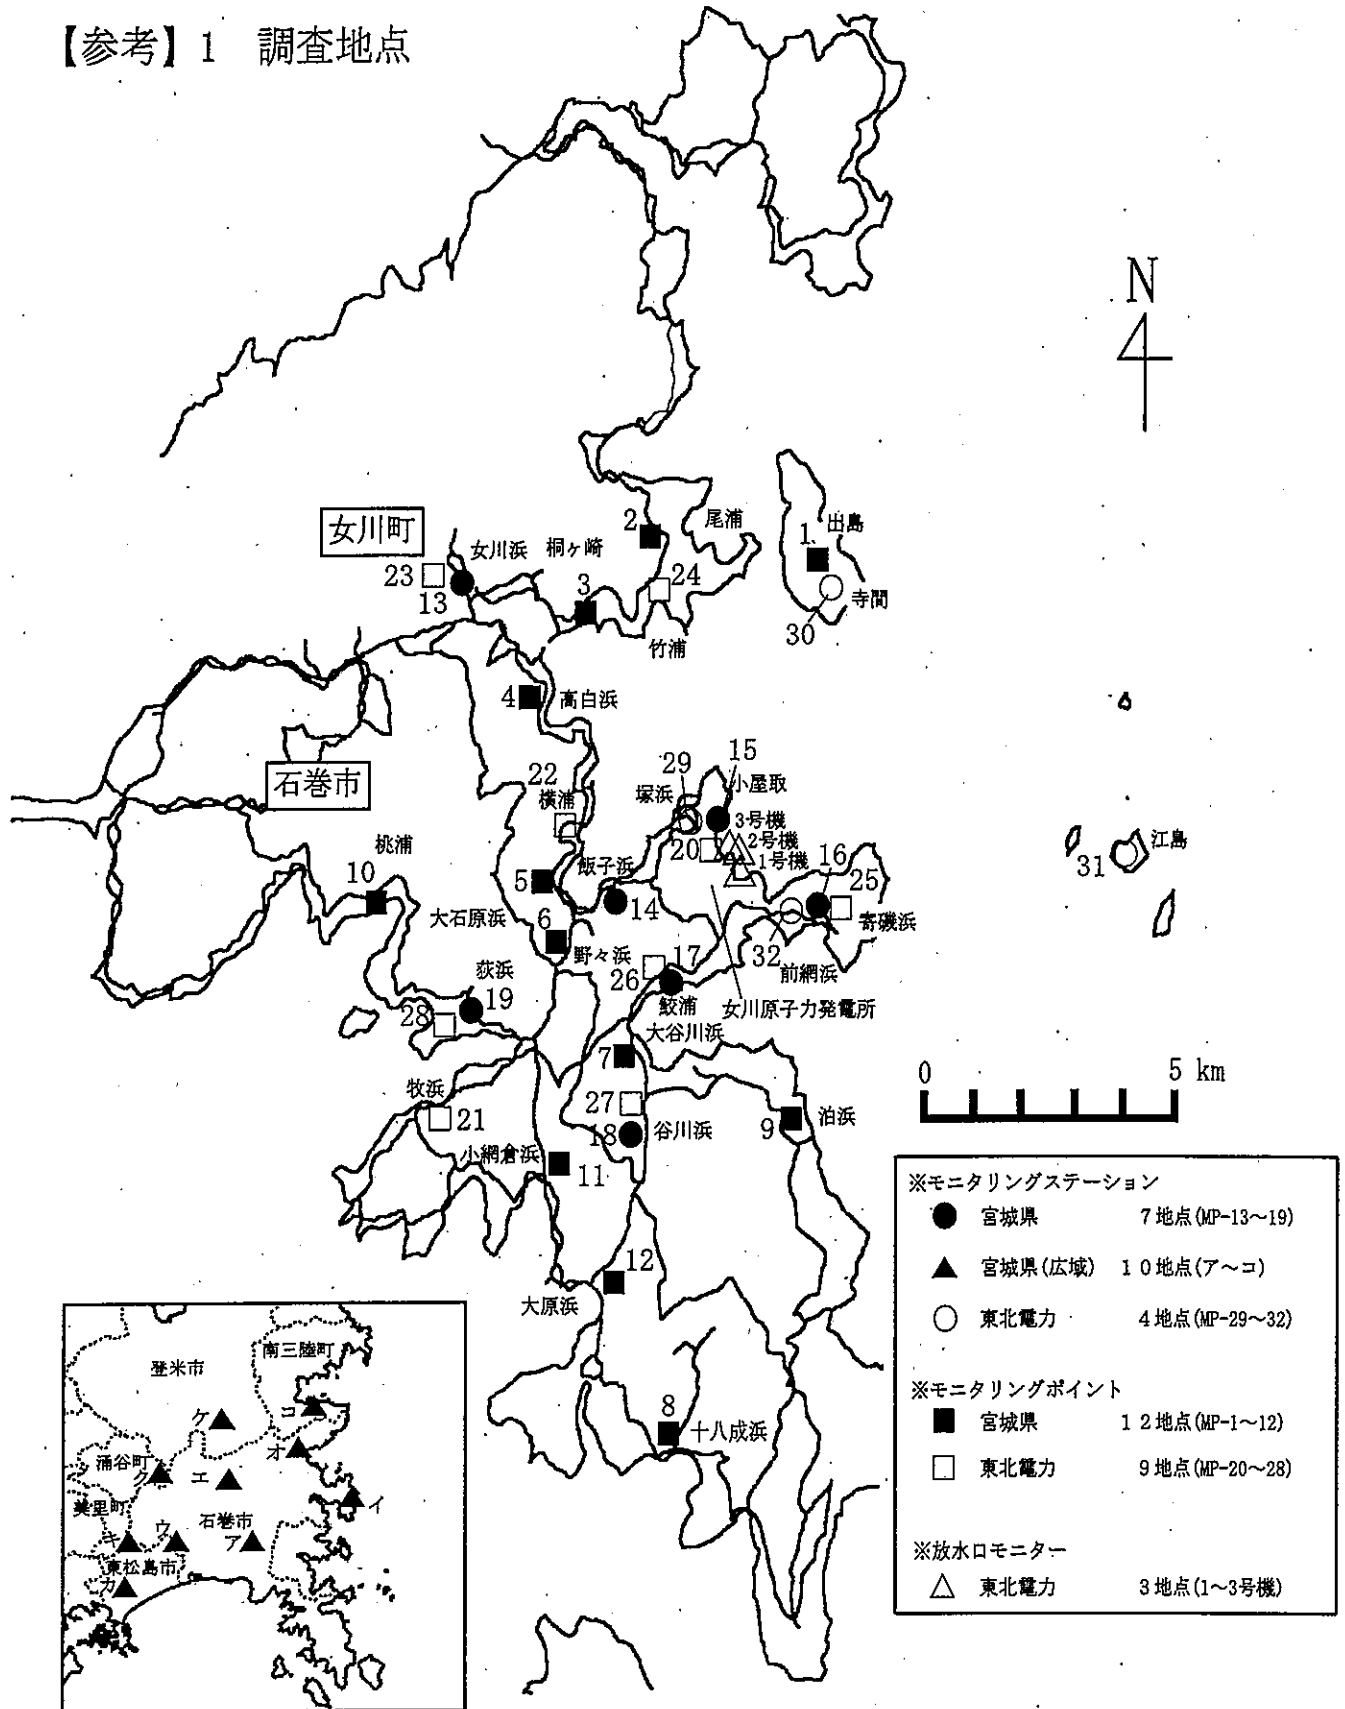 【参考】1 調査地点
N
女川町
23
13
女川浜
桐ヶ崎
3
2
尾浦
24
竹浦
1
出島
寺間
30
4
高白浜
石巻市
22
横浦
29
塚浜
15
小屋取
3号機
2号機
1号機
20
16
25
寄磯浜
32
前網浜
31
江島
桃浦
10
5
飯子浜
14
大石原浜
6
野々浜
17
26
鮫浦
女川原子力発電所
荻浜
19
28
大谷川浜
7
牧浜
21
27
18
谷川浜
小網倉浜
11
9
泊浜
12
大原浜
8
十八成浜
0 5 km
※モニタリングステーション
● 宮城県 7地点(MP-13～19)
▲ 宮城県(広域) 10地点(ア～コ)
○ 東北電力 4地点(MP-29～32)
※モニタリングポイント
■ 宮城県 12地点(MP-1～12)
□ 東北電力 9地点(MP-20～28)
※放水口モニター
△ 東北電力 3地点(1～3号機)
南三陸町
登米市
ケ
コ
オ
涌谷町
ク
エ
イ
美里町
石巻市
キ
ウ
ア
東松島市
カ